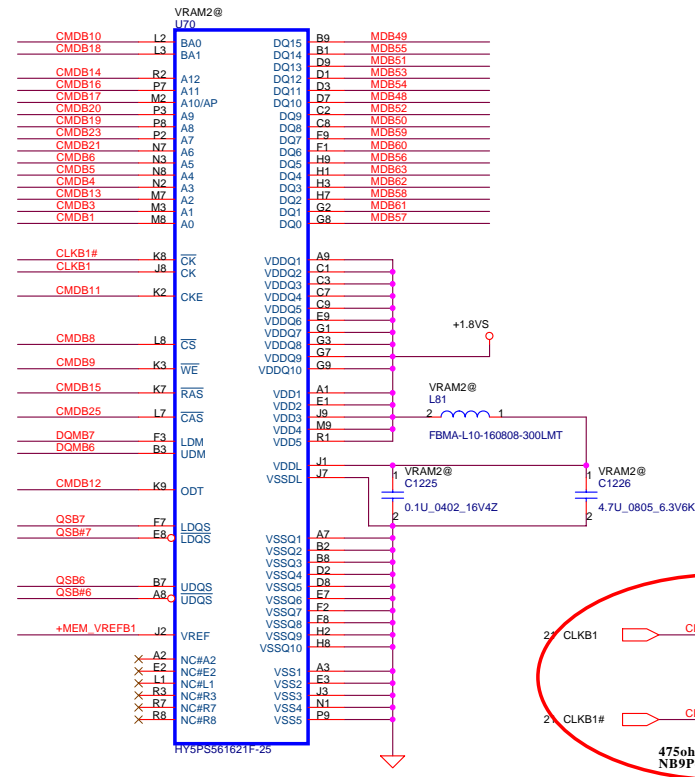 VRAM2@
U70
CMDB10 L2 BA0
CMDB18 L3 BA1
CMDB14 R2 A12
CMDB16 P7 A11
CMDB17 M2 A10/AP
CMDB20 P3 A9
CMDB19 P8 A8
CMDB23 P2 A7
CMDB21 N7 A6
CMDB6 N3 A5
CMDB5 N8 A4
CMDB4 N2 A3
CMDB13 M7 A2
CMDB3 M3 A1
CMDB1 M8 A0
CLKB1# K8 CK
CLKB1 J8 CK
CMDB11 K2 CKE
CMDB8 L8 CS
CMDB9 K3 WE
CMDB15 K7 RAS
CMDB25 L7 CAS
DQMB7 F3 LDM
DQMB6 B3 UDM
CMDB12 K9 ODT
QSB7 F7 LDQS
QSB#7 E8 LDQS
QSB6 B7 UDQS
QSB#6 A8 UDQS
+MEM_VREFB1 J2 VREF
A2 NC#A2
E2 NC#E2
L1 NC#L1
R3 NC#R3
R7 NC#R7
R8 NC#R8
DQ15 B9 MDB49
DQ14 B1 MDB55
DQ13 D9 MDB51
DQ12 D1 MDB53
DQ11 D3 MDB54
DQ10 D7 MDB48
DQ9 C2 MDB52
DQ8 C8 MDB50
DQ7 F9 MDB59
DQ6 F1 MDB60
DQ5 H9 MDB56
DQ4 H1 MDB63
DQ3 H3 MDB62
DQ2 H7 MDB58
DQ1 G2 MDB61
DQ0 G8 MDB57
VDDQ1 A9
VDDQ2 C1
VDDQ3 C3
VDDQ4 C7
VDDQ5 C9
VDDQ6 E9
VDDQ7 G1
VDDQ8 G3
VDDQ9 G7
VDDQ10 G9
+1.8VS
VDD1 A1
VDD2 E1
VDD3 J9
VDD4 M9
VDD5 R1
VRAM2@
L81
2 1
FBMA-L10-160808-300LMT
VDDL J1
VSSDL J7
1 VRAM2@
C1225
0.1U_0402_16V4Z
2
1 VRAM2@
C1226
4.7U_0805_6.3V6K
2
VSSQ1 A7
VSSQ2 B2
VSSQ3 B8
VSSQ4 D2
VSSQ5 D8
VSSQ6 E7
VSSQ7 F2
VSSQ8 F8
VSSQ9 H2
VSSQ10 H8
VSS1 A3
VSS2 E3
VSS3 J3
VSS4 N1
VSS5 P9
HY5PS561621F-25
21 CLKB1
21 CLKB1#
475oh
NB9P